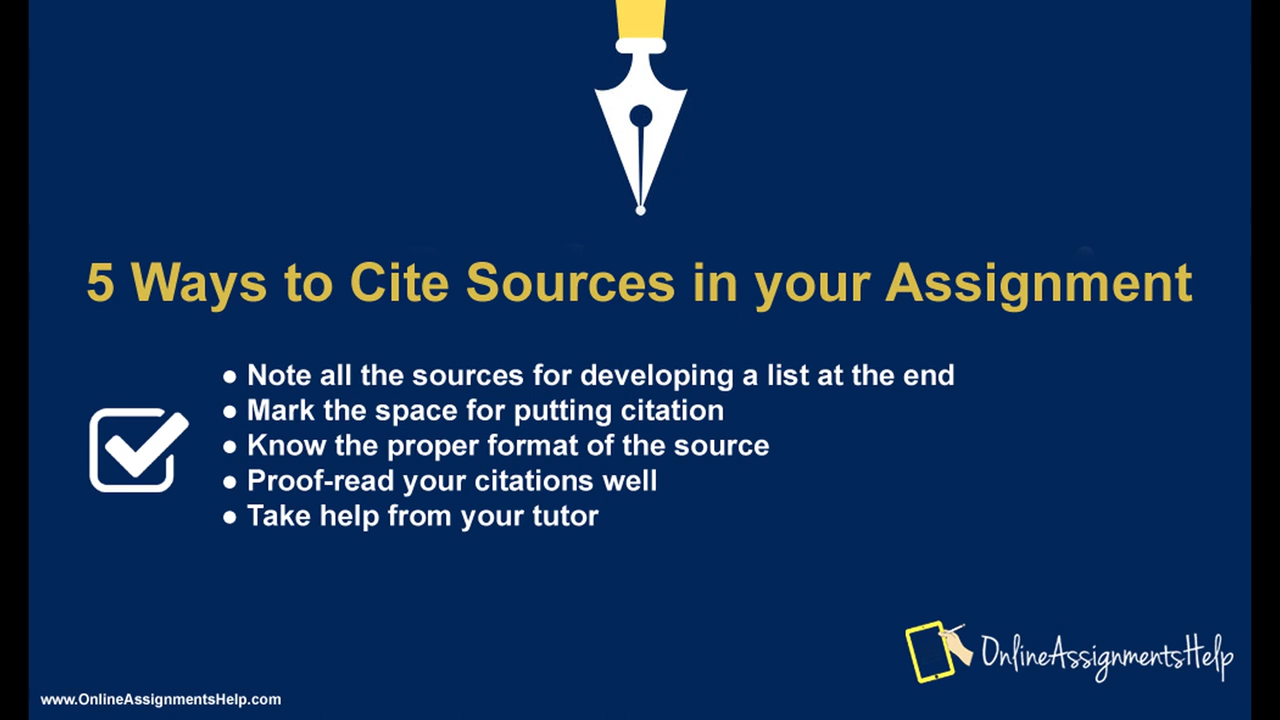 5 Ways to Cite Sources in your Assignment
● Note all the sources for developing a list at the end
● Mark the space for putting citation
● Know the proper format of the source
● Proof-read your citations well
● Take help from your tutor
OnlineAssignmentsHelp
www.OnlineAssignmentsHelp.com